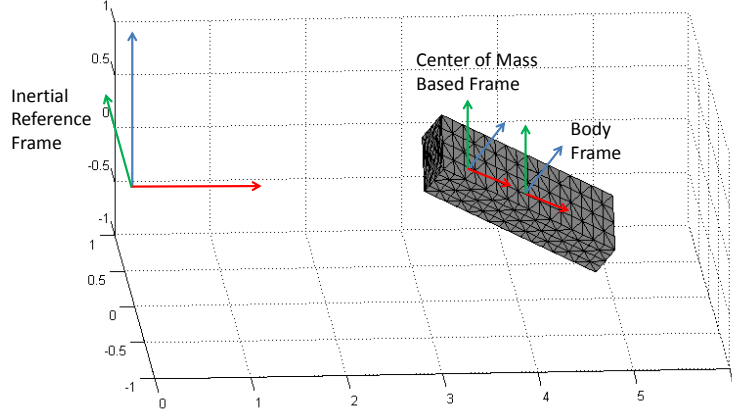 1
0.5
0
-0.5
-1
Inertial
Reference
Frame
Center of Mass
Based Frame
Body
Frame
1
0.5
0
-0.5
-1
0
1
2
3
4
5